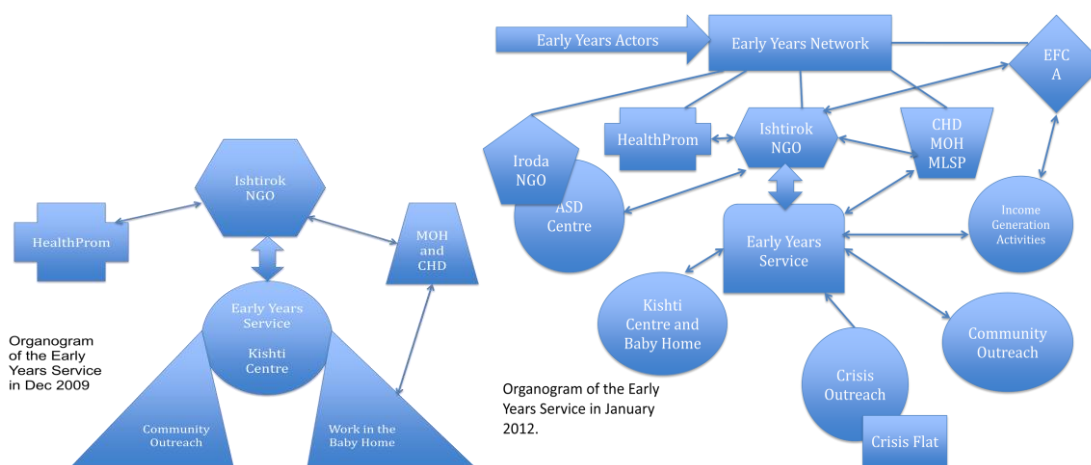 Ishtirok
NGO
HealthProm
MOH
and
CHD
Early Years
Service
Kishti
Centre
Organogram
of the Early
Years Service
in Dec 2009
Community
Outreach
Work in the
Baby Home
Early Years Actors
Early Years Network
EFC
A
HealthProm
Ishtirok
NGO
CHD
MOH
MLSP
Iroda
NGO
ASD
Centre
Early Years
Service
Income
Generation
Activities
Kishti
Centre and
Baby Home
Community
Outreach
Organogram of the Early
Years Service in January
2012.
Crisis
Outreach
Crisis Flat